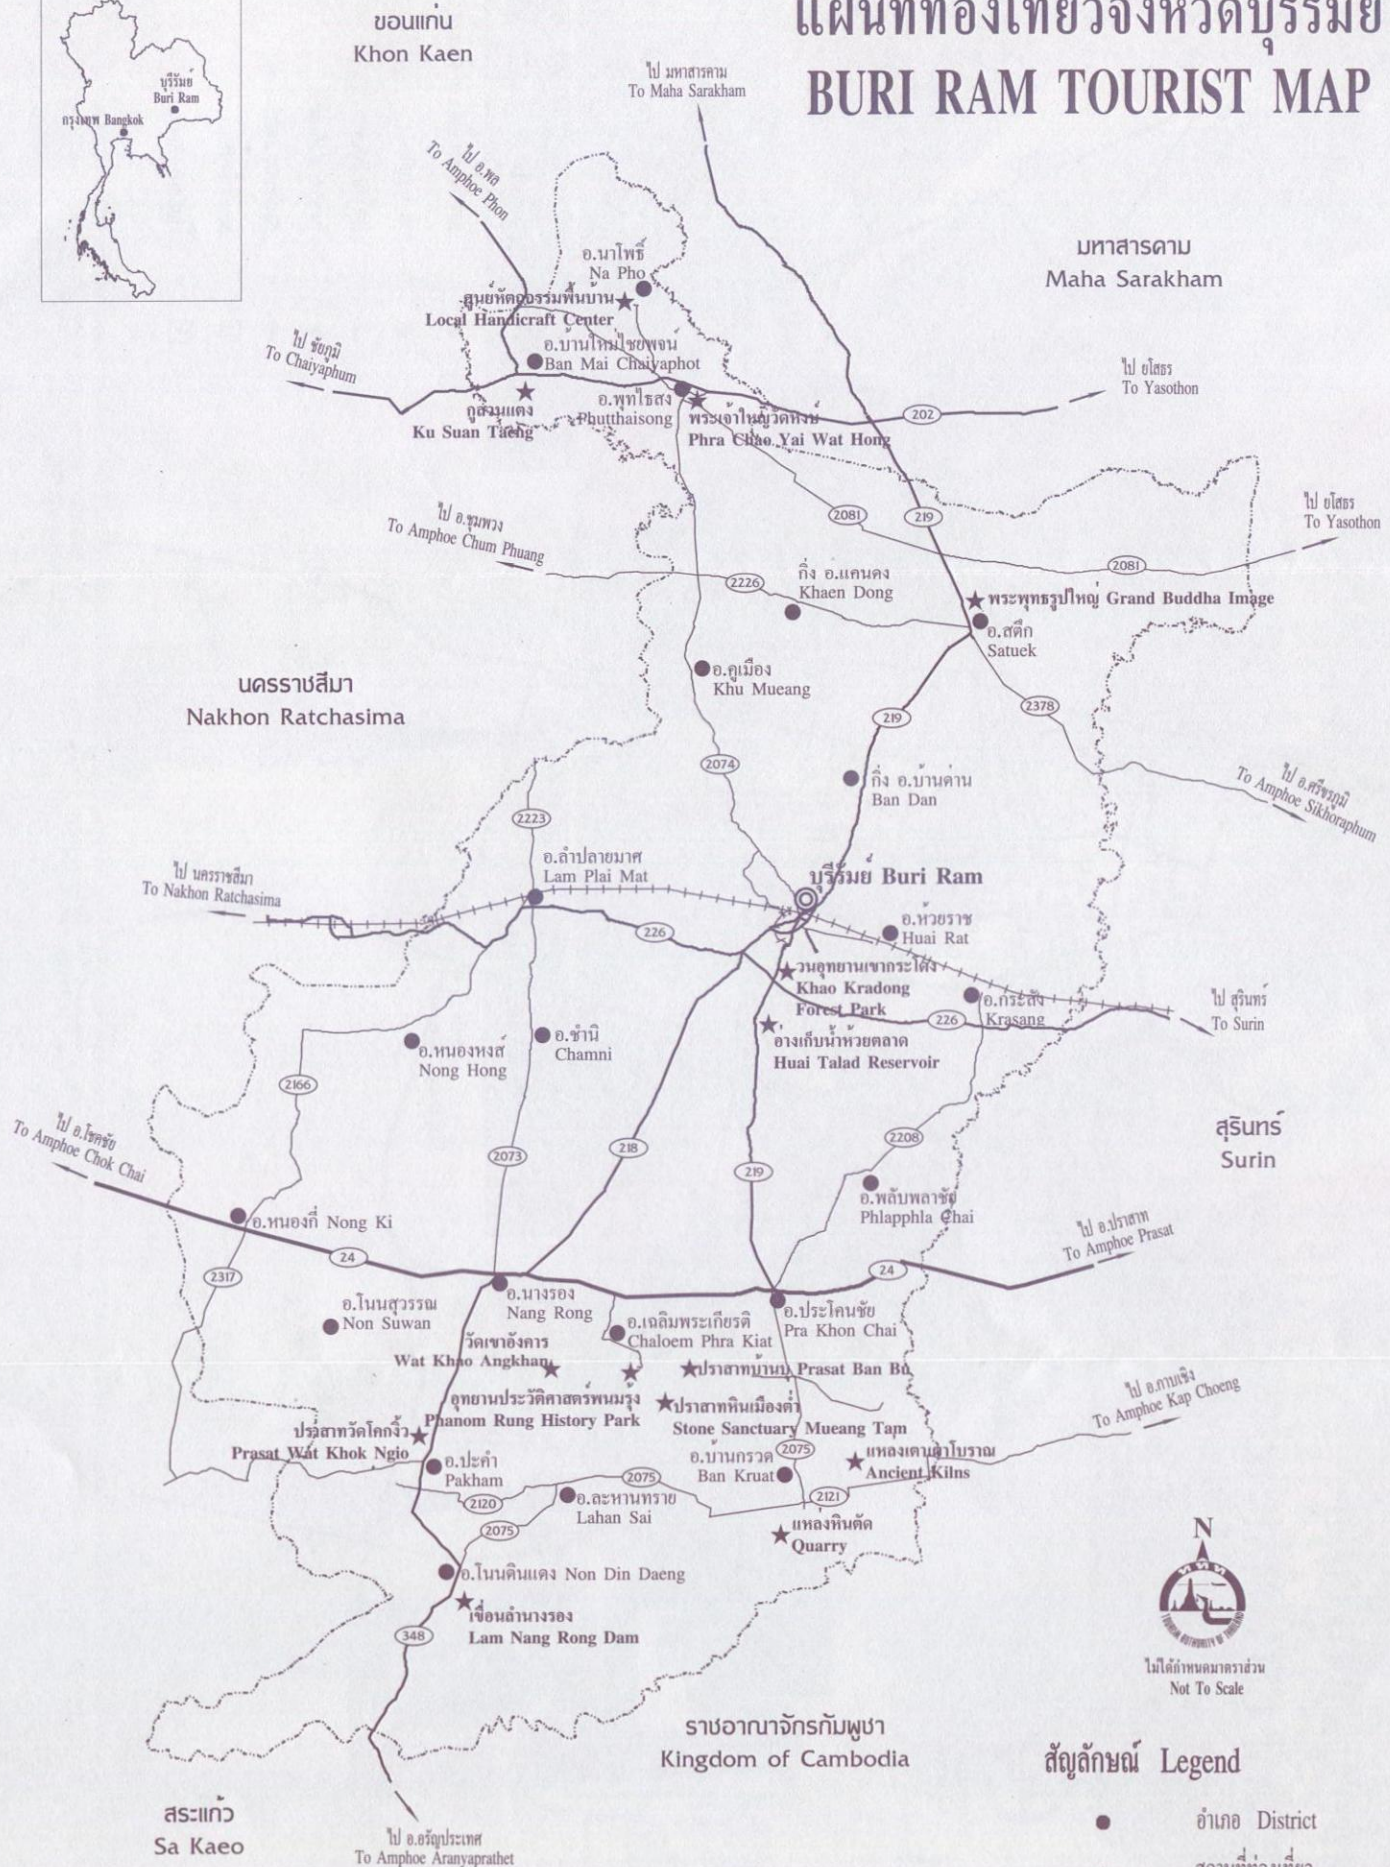 แผนที่ท่องเที่ยวจังหวัดบุรีรัมย์
BURI RAM TOURIST MAP
ขอนแก่น
Khon Kaen
บุรีรัมย์
Buri Ram
กรุงเทพ Bangkok
ไป มหาสารคาม
To Maha Sarakham
ไป อ.พล
To Amphoe Phon
มหาสารคาม
Maha Sarakham
อ.นาโพธิ์
Na Pho
ศูนย์หัตถกรรมพื้นบ้าน
Local Handicraft Center
ไป ชัยภูมิ
To Chaiyaphum
อ.บ้านใหม่ไชยพจน์
Ban Mai Chaiyaphot
ไป ยโสธร
To Yasothon
กู่สวนแตง
Ku Suan Taeng
อ.พุทไธสง
Phutthaisong
พระเจ้าใหญ่วัดหงษ์
Phra Chao Yai Wat Hong
202
ไป ยโสธร
To Yasothon
2081
219
ไป อ.ชุมพวง
To Amphoe Chum Phuang
2081
2226
กิ่ง อ.แคนดง
Khaen Dong
พระพุทธรูปใหญ่ Grand Buddha Image
อ.สตึก
Satuek
อ.คูเมือง
Khu Mueang
นครราชสีมา
Nakhon Ratchasima
2378
219
2074
กิ่ง อ.บ้านด่าน
Ban Dan
ไป อ.ศรีขรภูมิ
To Amphoe Sikhoraphum
2223
อ.ลำปลายมาศ
Lam Plai Mat
บุรีรัมย์ Buri Ram
ไป นครราชสีมา
To Nakhon Ratchasima
226
อ.ห้วยราช
Huai Rat
วนอุทยานเขากระโดง
Khao Kradong
Forest Park
อ.กระสัง
Krasang
226
ไป สุรินทร์
To Surin
อ่างเก็บน้ำห้วยตลาด
Huai Talad Reservoir
อ.หนองหงส์
Nong Hong
อ.ชำนิ
Chamni
2166
ไป อ.โชคชัย
To Amphoe Chok Chai
2073
218
219
2208
สุรินทร์
Surin
อ.พลับพลาชัย
Phlapphla Chai
อ.หนองกี่ Nong Ki
ไป อ.ปราสาท
To Amphoe Prasat
24
24
2317
อ.นางรอง
Nang Rong
อ.โนนสุวรรณ
Non Suwan
อ.ประโคนชัย
Pra Khon Chai
อ.เฉลิมพระเกียรติ
Chaloem Phra Kiat
วัดเขาอังคาร
Wat Khao Angkhan
ปราสาทบ้านบุ Prasat Ban Bu
อุทยานประวัติศาสตร์พนมรุ้ง
Phanom Rung History Park
ปราสาทหินเมืองต่ำ
Stone Sanctuary Mueang Tam
ไป อ.กาบเชิง
To Amphoe Kap Choeng
ปราสาทวัดโคกงิ้ว
Prasat Wat Khok Ngio
อ.ปะคำ
Pakham
อ.บ้านกรวด
Ban Kruat
2075
แหล่งเตาเผาโบราณ
Ancient Kilns
2075
2120
อ.ละหานทราย
Lahan Sai
2121
2075
แหล่งหินตัด
Quarry
อ.โนนดินแดง Non Din Daeng
เขื่อนลำนางรอง
Lam Nang Rong Dam
348
N
ททท
TOURISM AUTHORITY OF THAILAND
ไม่ได้กำหนดมาตราส่วน
Not To Scale
ราชอาณาจักรกัมพูชา
Kingdom of Cambodia
สระแก้ว
Sa Kaeo
ไป อ.อรัญประเทศ
To Amphoe Aranyaprathet
สัญลักษณ์ Legend
อำเภอ District
สถานที่ท่องเที่ยว